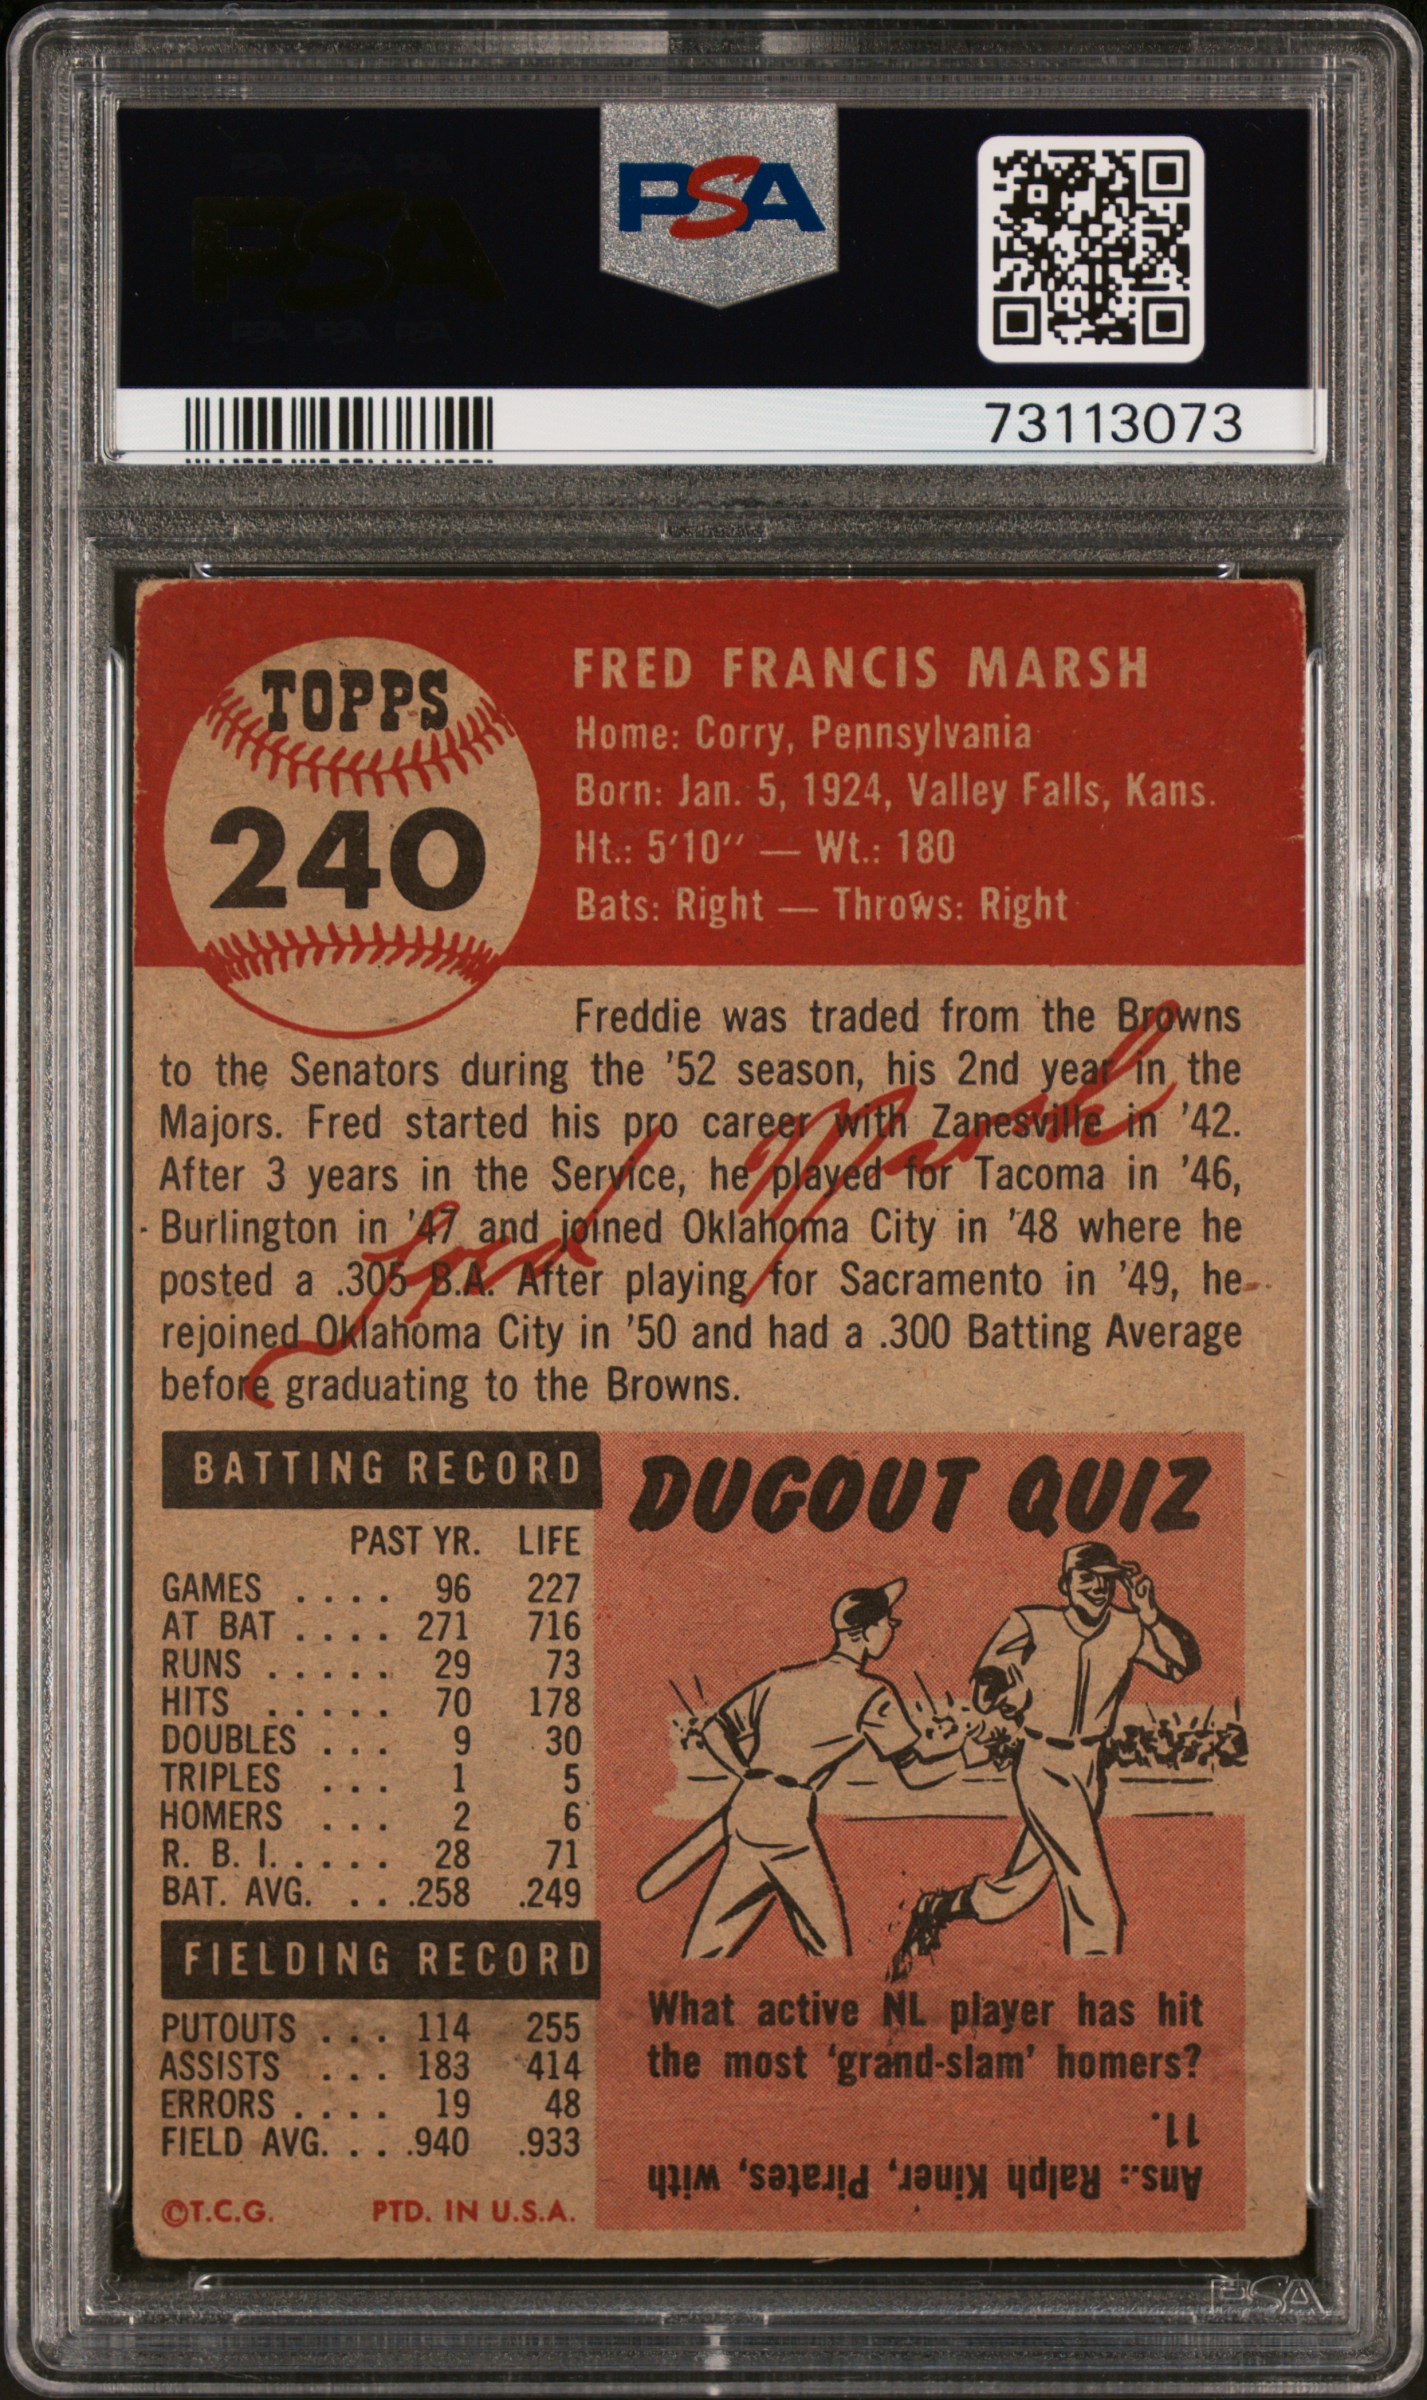 PSA PSA PSA
PSA
PSA PSA PSA
PSA
73113073
TOPPS
240
FRED FRANCIS MARSH
Home: Corry, Pennsylvania
Born: Jan. 5, 1924, Valley Falls, Kans.
Ht.: 5'10" — Wt.: 180
Bats: Right — Throws: Right
Freddie was traded from the Browns
to the Senators during the '52 season, his 2nd year in the
Majors. Fred started his pro career with Zanesville in '42.
After 3 years in the Service, he played for Tacoma in '46,
Burlington in '47 and joined Oklahoma City in '48 where he
posted a .305 B.A. After playing for Sacramento in '49, he
rejoined Oklahoma City in '50 and had a .300 Batting Average
before graduating to the Browns.
Fred Marsh
BATTING RECORD
PAST YR. LIFE
GAMES .... 96 227
AT BAT .... 271 716
RUNS ..... 29 73
HITS ..... 70 178
DOUBLES ... 9 30
TRIPLES ... 1 5
HOMERS ... 2 6
R. B. I. .... 28 71
BAT. AVG. .. .258 .249
FIELDING RECORD
PUTOUTS ... 114 255
ASSISTS ... 183 414
ERRORS .... 19 48
FIELD AVG. .. .940 .933
©T.C.G. PTD. IN U.S.A.
DUGOUT QUIZ
What active NL player has hit
the most 'grand-slam' homers?
Ans.: Ralph Kiner, Pirates, with
11.
PSA